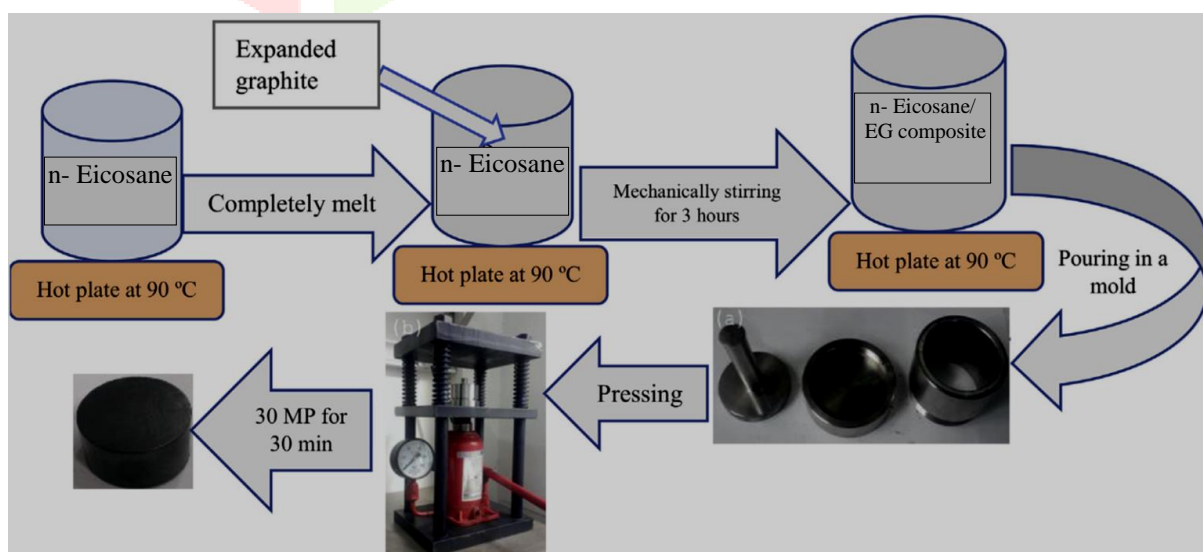 Expanded
graphite
n- Eicosane
Completely melt
n- Eicosane
Mechanically stirring
for 3 hours
n- Eicosane/
EG composite
Hot plate at 90 ºC
Hot plate at 90 ºC
Hot plate at 90 ºC
Pouring in a
mold
(a)
Pressing
(b)
30 MP for
30 min